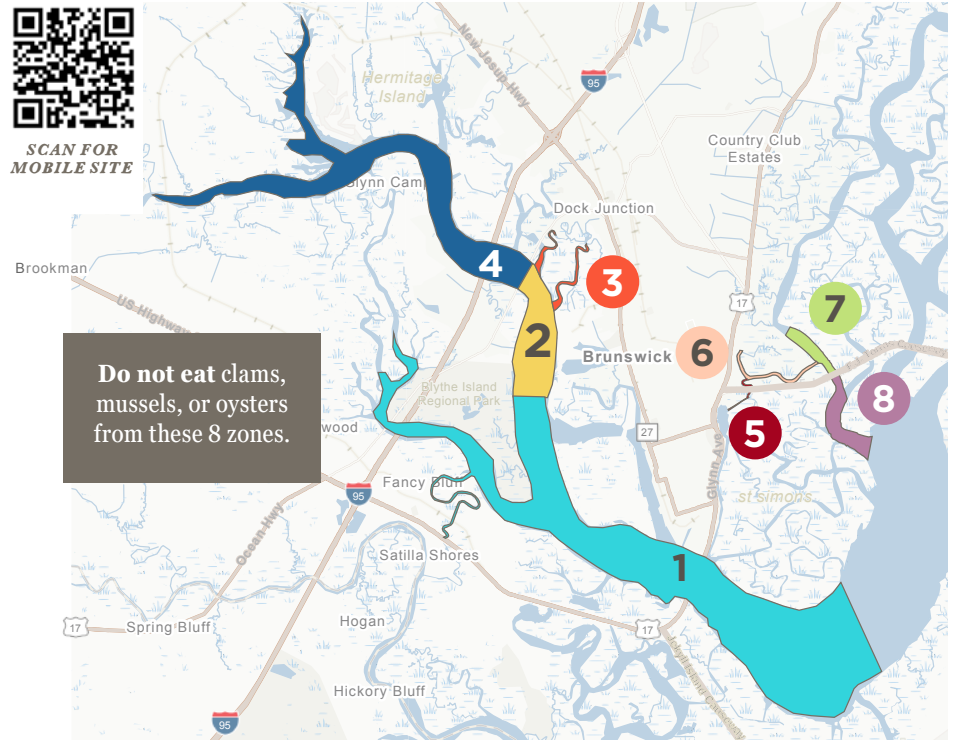 SCAN FOR
MOBILE SITE
New Jesup Hwy
95
Hermitage
Island
Country Club
Estates
Glynn Camp
Dock Junction
Brookman
4
3
17
7
US Highway
2
Brunswick
6
8
Do not eat clams,
mussels, or oysters
from these 8 zones.
Blythe Island
Regional Park
5
27
wood
Glynn Ave
Fancy Bluff
95
st simons
Ocean Hwy
Satilla Shores
1
17
Spring Bluff
Hogan
17
Jekyll Island Causeway
Hickory Bluff
95